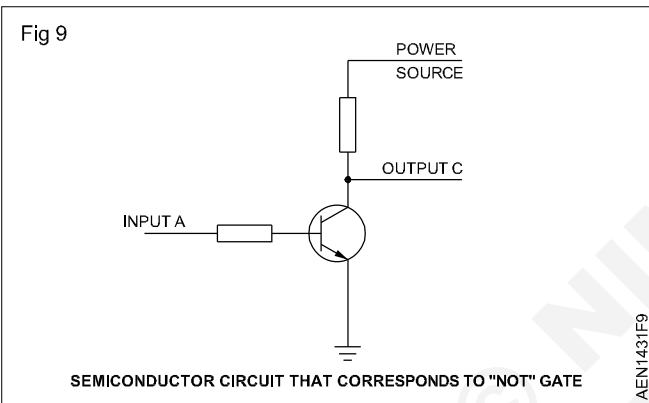 Fig 9
POWER
SOURCE
OUTPUT C
INPUT A
SEMICONDUCTOR CIRCUIT THAT CORRESPONDS TO "NOT" GATE
AEN1431F9